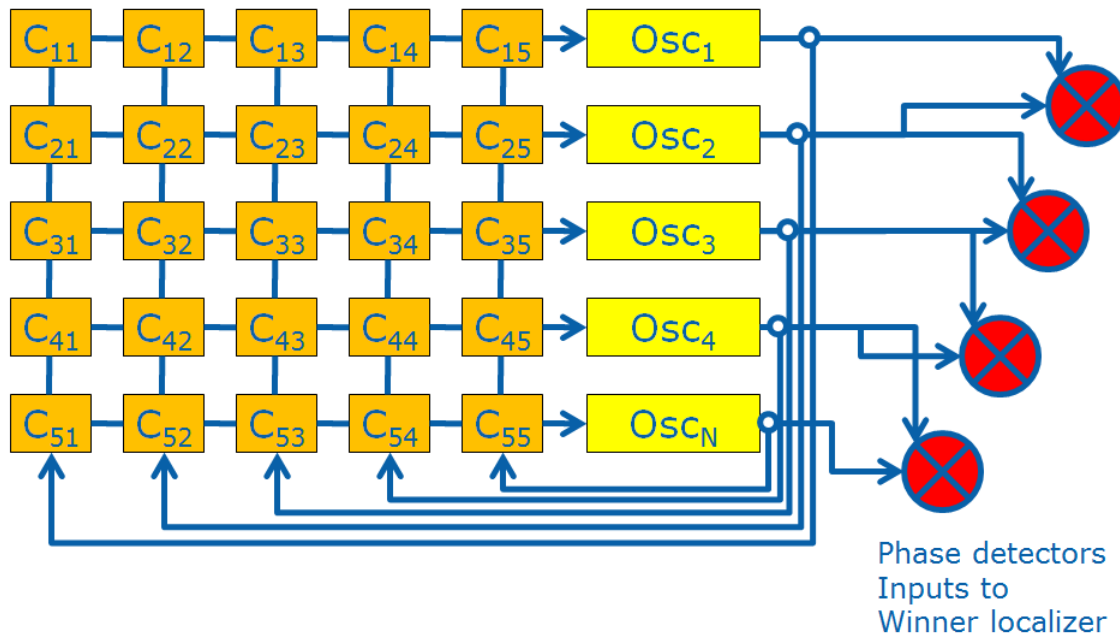 C11 C12 C13 C14 C15 Osc1
C21 C22 C23 C24 C25 Osc2
C31 C32 C33 C34 C35 Osc3
C41 C42 C43 C44 C45 Osc4
C51 C52 C53 C54 C55 OscN
Phase detectors
Inputs to
Winner localizer